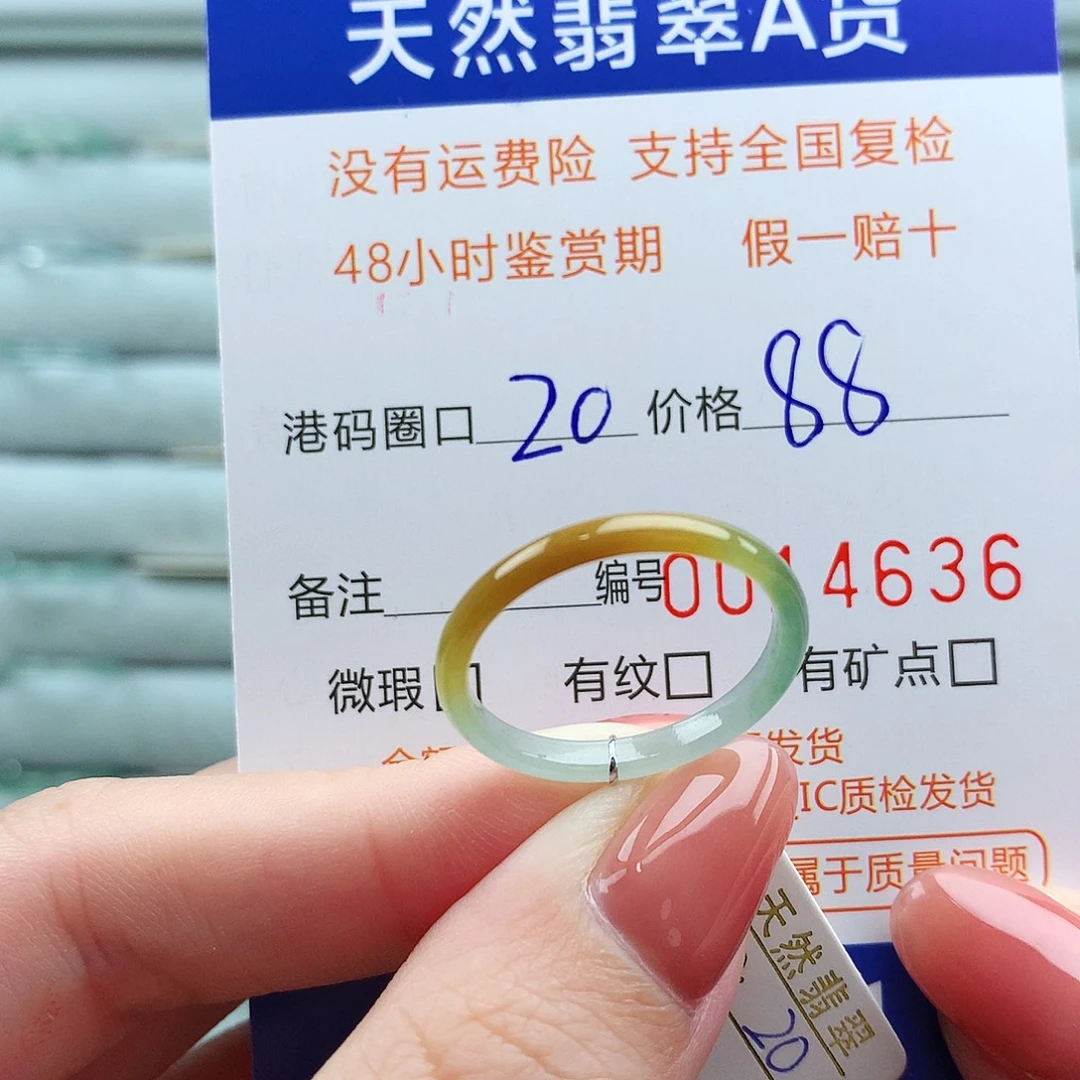 天然翡翠A货
没有运费险 支持全国复检
48小时鉴赏期 假一赔十
港码圈口 20 价格 88
备注 编号 00 4636
微瑕 有纹 有矿点
发货
IC质检发货
属于质量问题
天然翡翠
20